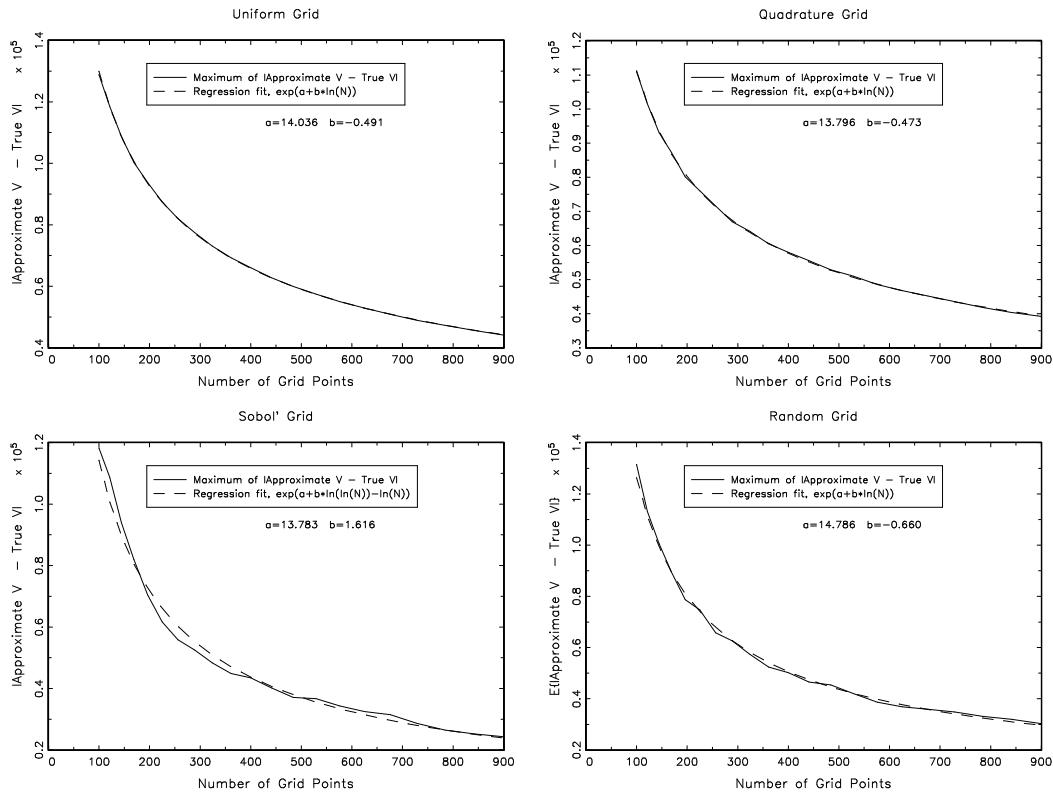 Uniform Grid
x 10⁵
|Approximate V - True V|
1.4
1.2
1.0
0.8
0.6
0.4
Maximum of |Approximate V - True V|
Regression fit, exp(a+b*ln(N))
a=14.036 b=-0.491
0 100 200 300 400 500 600 700 800 900
Number of Grid Points
Quadrature Grid
x 10⁵
|Approximate V - True V|
1.2
1.1
1.0
0.9
0.8
0.7
0.6
0.5
0.4
0.3
Maximum of |Approximate V - True V|
Regression fit, exp(a+b*ln(N))
a=13.796 b=-0.473
0 100 200 300 400 500 600 700 800 900
Number of Grid Points
Sobol' Grid
x 10⁵
|Approximate V - True V|
1.2
1.0
0.8
0.6
0.4
0.2
Maximum of |Approximate V - True V|
Regression fit, exp(a+b*ln(ln(N))-ln(N))
a=13.783 b=1.616
0 100 200 300 400 500 600 700 800 900
Number of Grid Points
Random Grid
x 10⁵
E{|Approximate V - True V|}
1.4
1.2
1.0
0.8
0.6
0.4
0.2
Maximum of |Approximate V - True V|
Regression fit, exp(a+b*ln(N))
a=14.786 b=-0.660
0 100 200 300 400 500 600 700 800 900
Number of Grid Points